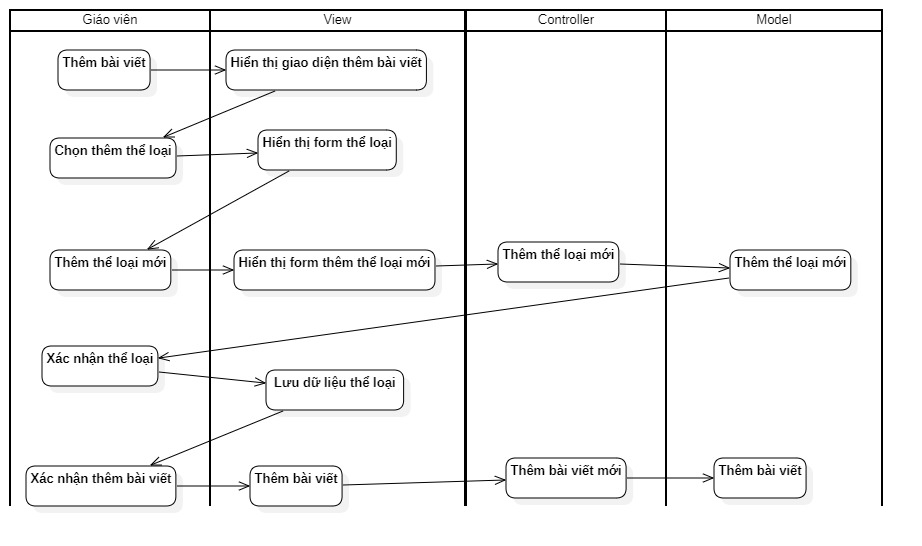 Giáo viên
View
Controller
Model
Thêm bài viết
Hiển thị giao diện thêm bài viết
Chọn thêm thể loại
Hiển thị form thể loại
Thêm thể loại mới
Hiển thị form thêm thể loại mới
Thêm thể loại mới
Thêm thể loại mới
Xác nhận thể loại
Lưu dữ liệu thể loại
Xác nhận thêm bài viết
Thêm bài viết
Thêm bài viết mới
Thêm bài viết